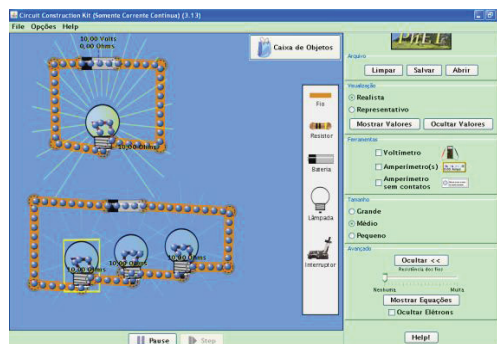 Circuit Construction Kit (Somente Corrente Contínua) (3.13)
File Opções Help
10,00 Volts
0,00 Ohms
10,00 Ohms
10,00 Ohms
10,00 Ohms
10,00 Ohms
Caixa de Objetos
Fio
Resistor
Bateria
Lâmpada
Interruptor
Pause
Step
Arquivo
Limpar Salvar Abrir
Visualização
Realista
Representativo
Mostrar Valores Ocultar Valores
Ferramentas
Voltímetro
Amperímetro(s)
Amperímetro
sem contatos
Tamanho
Grande
Médio
Pequeno
Avançado
Ocultar <<
Resistência dos fios
Nenhuma Muita
Mostrar Equações
Ocultar Elétrons
Help!